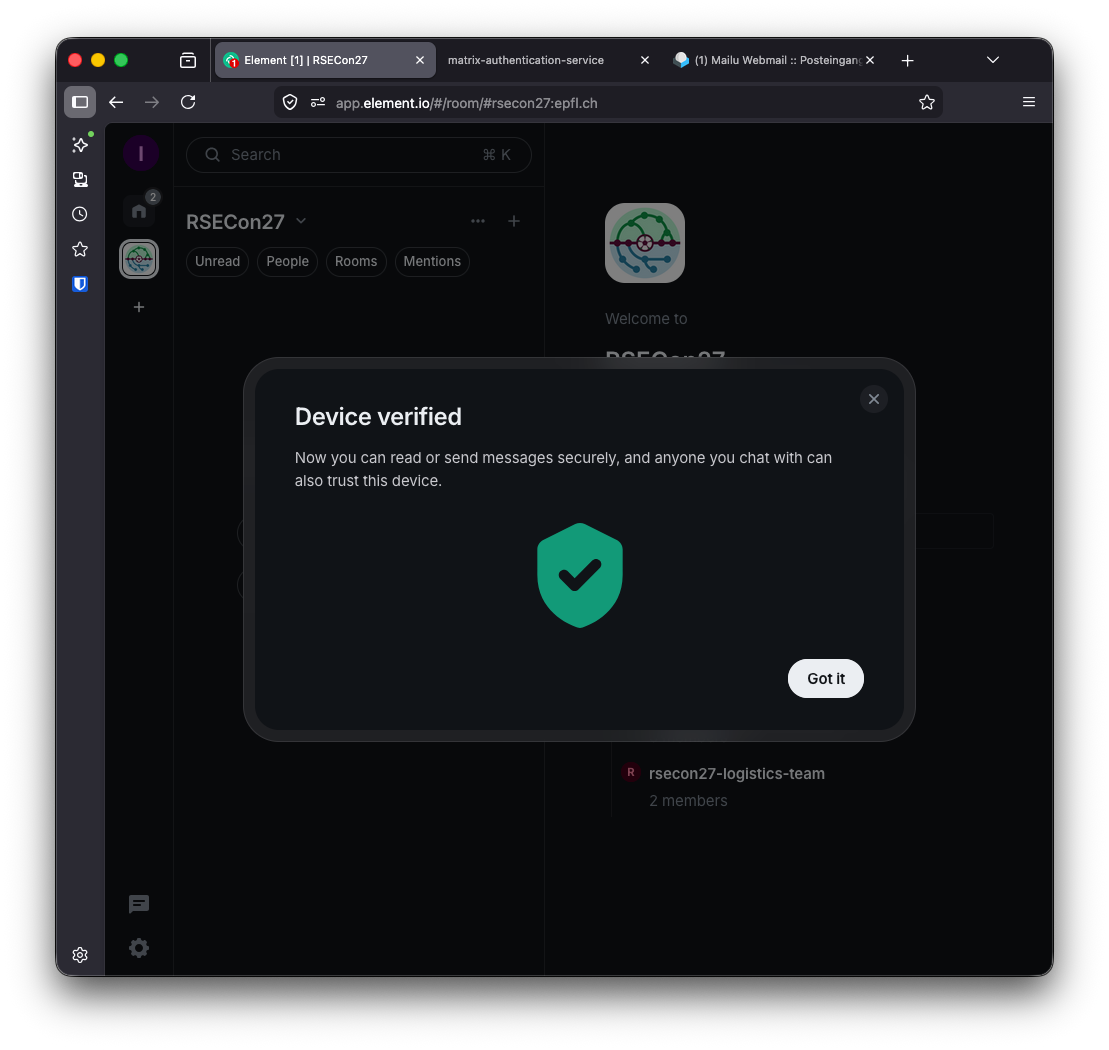 Element [1] | RSECon27
matrix-authentication-service
(1) Mailu Webmail :: Posteingang
app.element.io/#/room/#rsecon27:epfl.ch
I
Search
⌘ K
2
RSECon27
Unread
People
Rooms
Mentions
Welcome to
RSECon27
Device verified
Now you can read or send messages securely, and anyone you chat with can
also trust this device.
Got it
R
rsecon27-logistics-team
2 members